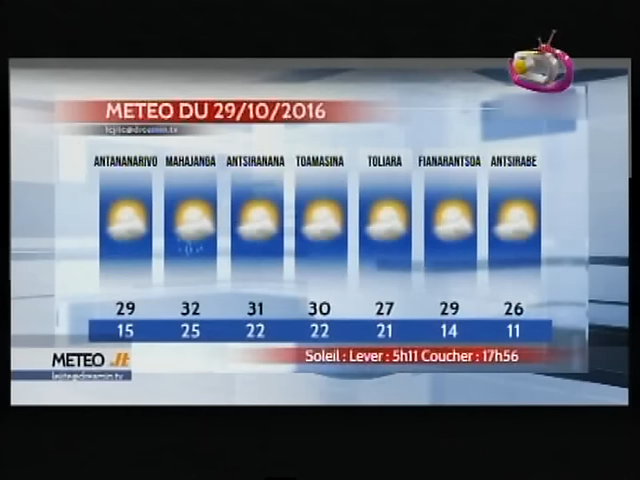 METEO DU 29/10/2016
ANTANANARIVO MAHAJANGA ANTSIRANANA TOAMASINA TOLIARA FIANARANTSOA ANTSIRABE
29 32 31 30 27 29 26
15 25 22 22 21 14 11
METEO .lt
Soleil : Lever : 5h11 Coucher : 17h56